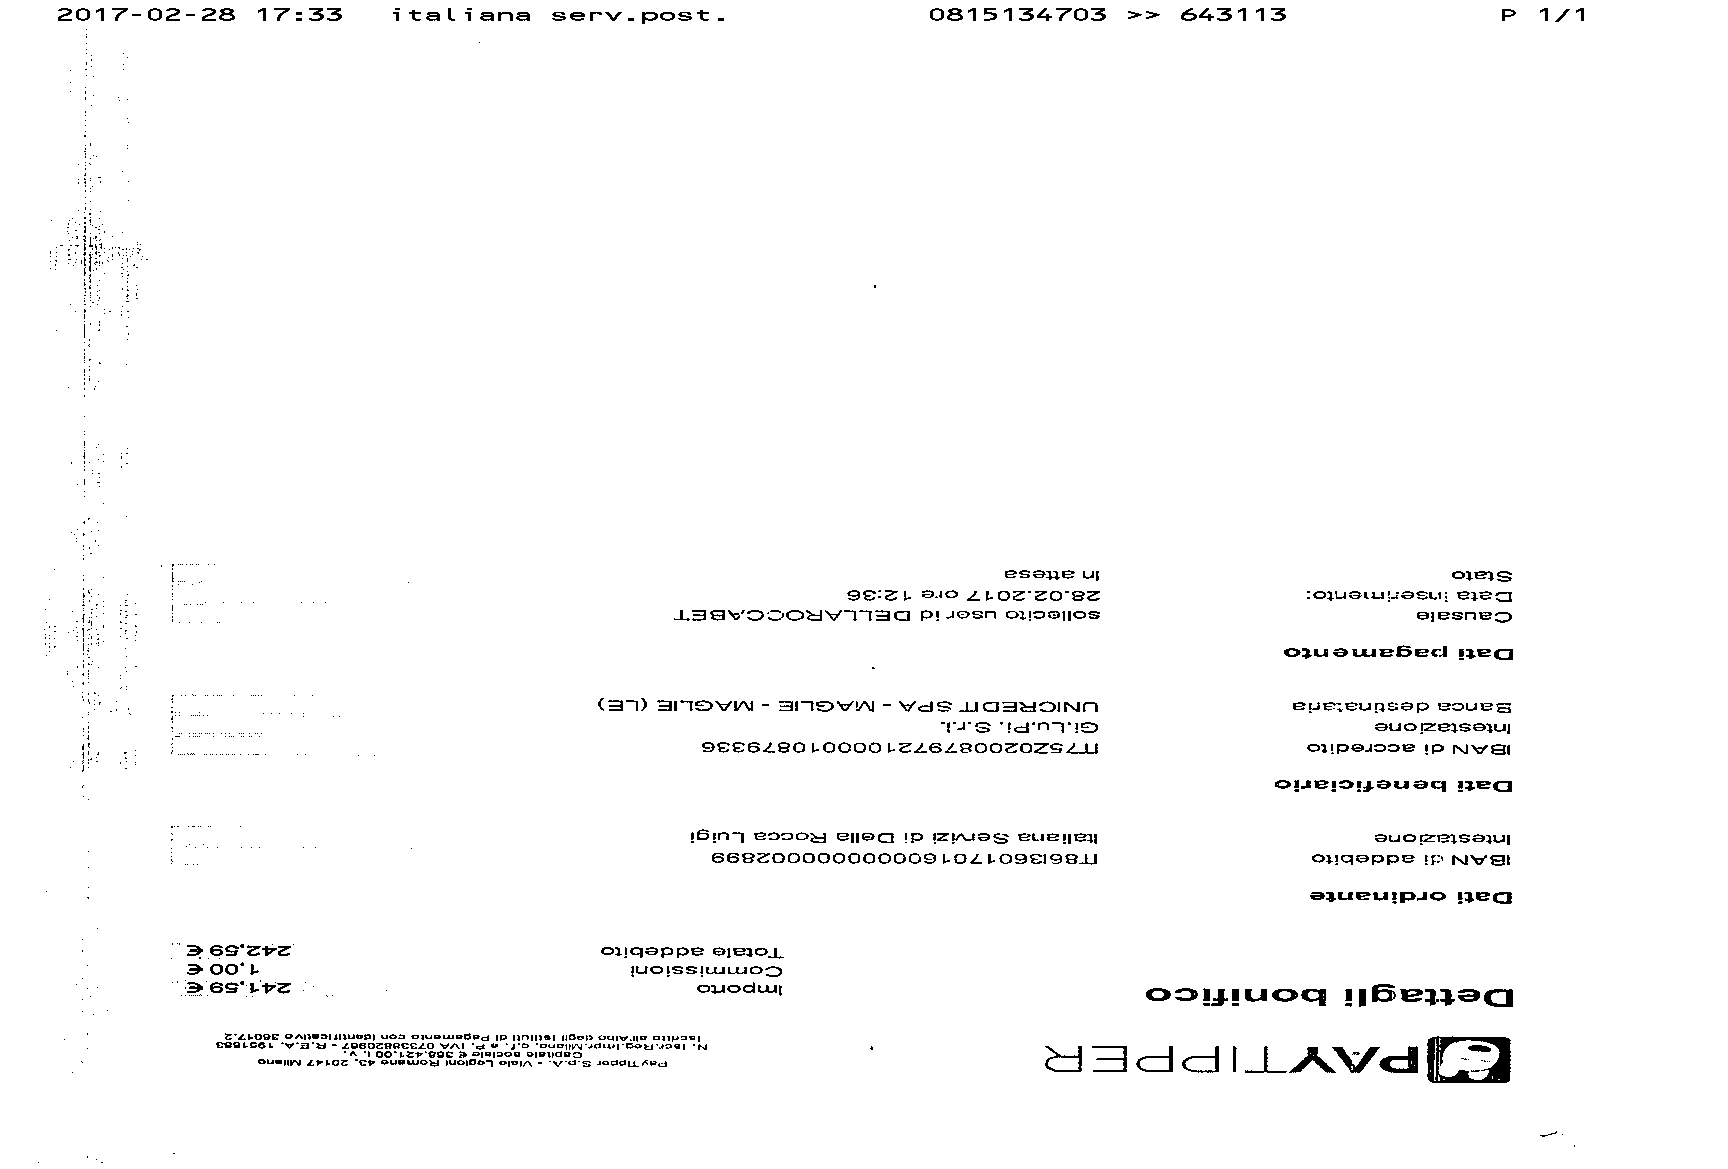 2017-02-28 17:33 italiana serv.post. 0815134703 >> 643113 P 1/1
PAYTIPPER
PayTipper S.p.A. - Viale Legioni Romane 43, 20147 Milano
Capitale sociale € 368.421,00 i. v.
N. Iscr.Reg.Impr.Milano, c.f. e P. IVA - R.E.A.
Iscritto all'Albo degli Istituti di Pagamento con identificativo 36017.2
Dettagli bonifico
Importo 241,59 €
Commissioni 1,00 €
Totale addebito 242,59 €
Dati ordinante
IBAN di addebito IT86I3601701600000000002899
Intestazione Italiana Servizi di Della Rocca Luigi
Dati beneficiario
IBAN di accredito IT75Z0200879721000010879336
Intestazione Gi.Lu.Pi. S.r.l.
Banca destinataria UNICREDIT SPA - MAGLIE - MAGLIE (LE)
Dati pagamento
Causale sollecito user id DELLAROCCABET
Data inserimento: 28.02.2017 ore 12:36
Stato In attesa